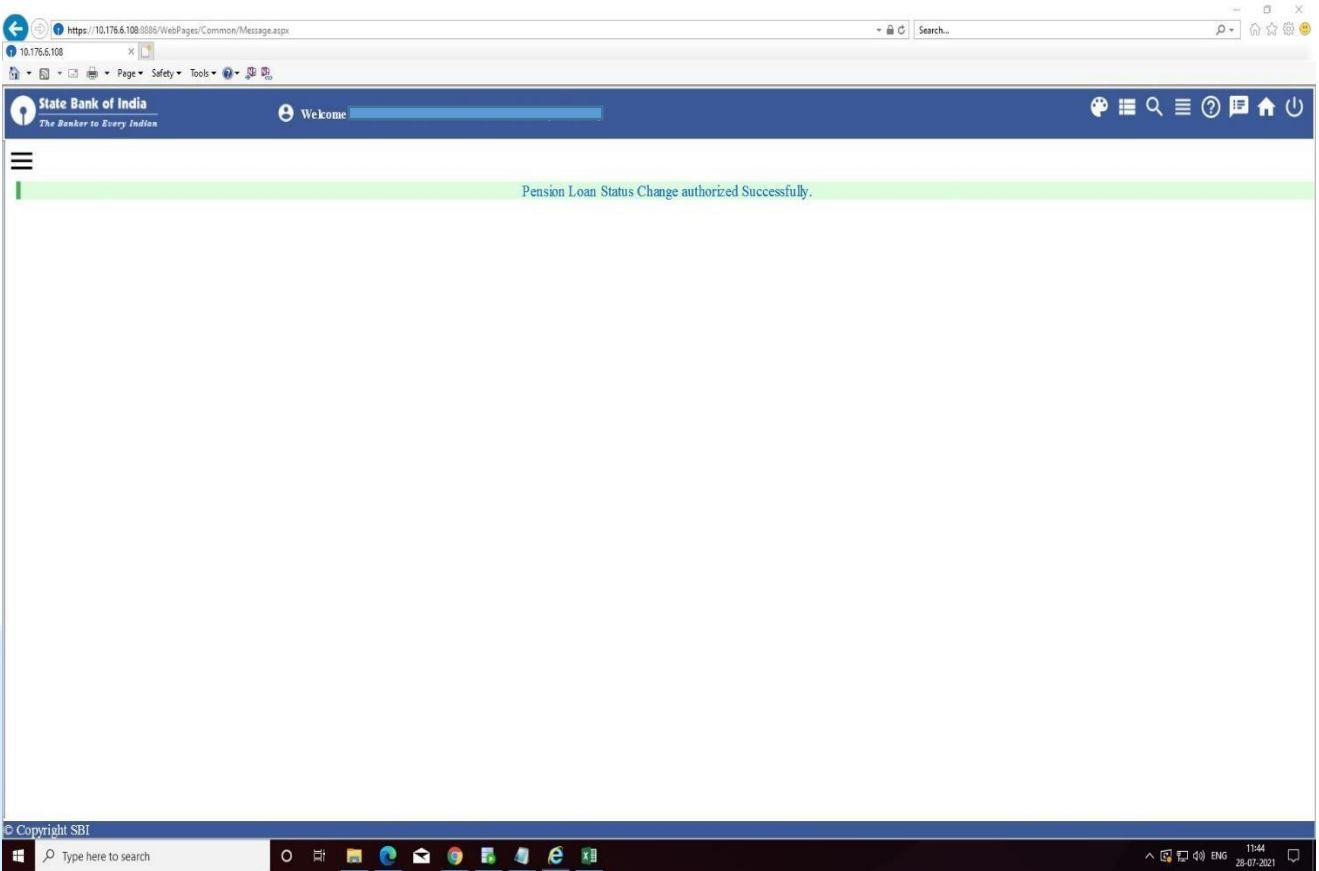 https://10.176.6.108:8886/WebPages/Common/Message.aspx
Search...
10.176.6.108
Page Safety Tools
State Bank of India
The Banker to Every Indian
Welcome
Pension Loan Status Change authorized Successfully.
© Copyright SBI
Type here to search
ENG
11:44
28-07-2021